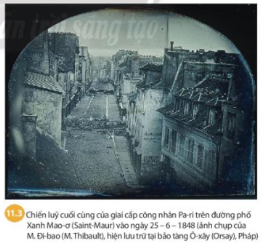 ân trời sáng tạo
11.3 Chiến luỹ cuối cùng của giai cấp công nhân Pa-ri trên đường phố
Xanh Mao-ơ (Saint-Maur) vào ngày 25 – 6 – 1848 (ảnh chụp của
M. Đi-bao (M. Thibault), hiện lưu trữ tại bảo tàng Ô-xây (Orsay), Pháp)